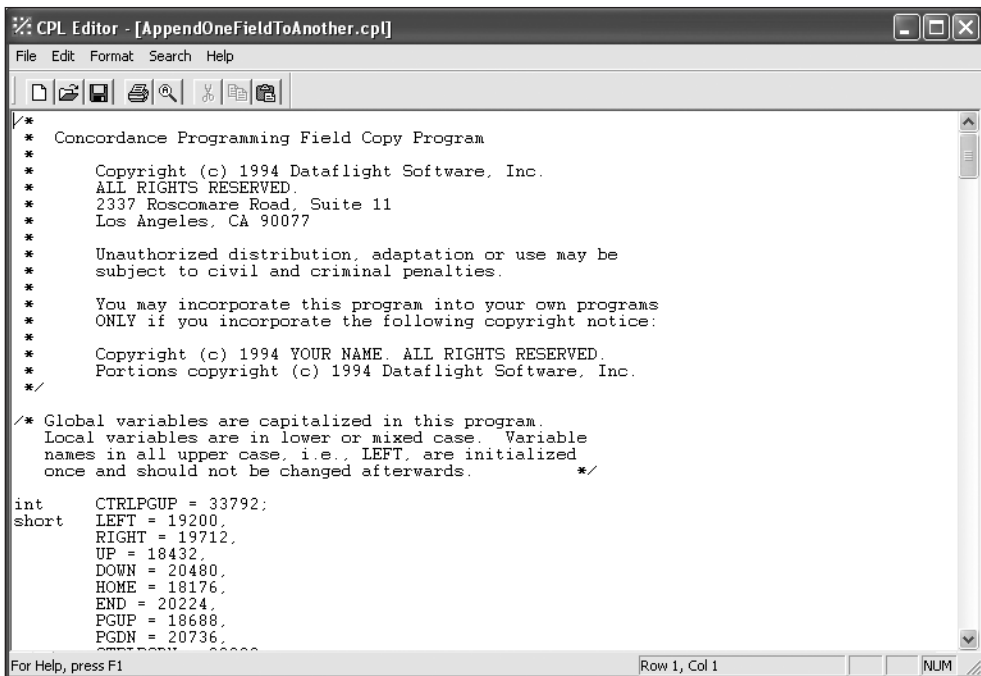 CPL Editor - [AppendOneFieldToAnother.cpl]
File Edit Format Search Help
/*
* Concordance Programming Field Copy Program
*
* Copyright (c) 1994 Dataflight Software, Inc.
* ALL RIGHTS RESERVED.
* 2337 Roscomare Road, Suite 11
* Los Angeles, CA 90077
*
* Unauthorized distribution, adaptation or use may be
* subject to civil and criminal penalties.
*
* You may incorporate this program into your own programs
* ONLY if you incorporate the following copyright notice:
*
* Copyright (c) 1994 YOUR NAME. ALL RIGHTS RESERVED.
* Portions copyright (c) 1994 Dataflight Software, Inc.
*/
/* Global variables are capitalized in this program.
Local variables are in lower or mixed case. Variable
names in all upper case, i.e., LEFT, are initialized
once and should not be changed afterwards. */
int CTRLPGUP = 33792;
short LEFT = 19200,
RIGHT = 19712,
UP = 18432,
DOWN = 20480,
HOME = 18176,
END = 20224,
PGUP = 18688,
PGDN = 20736,
For Help, press F1
Row 1, Col 1
NUM